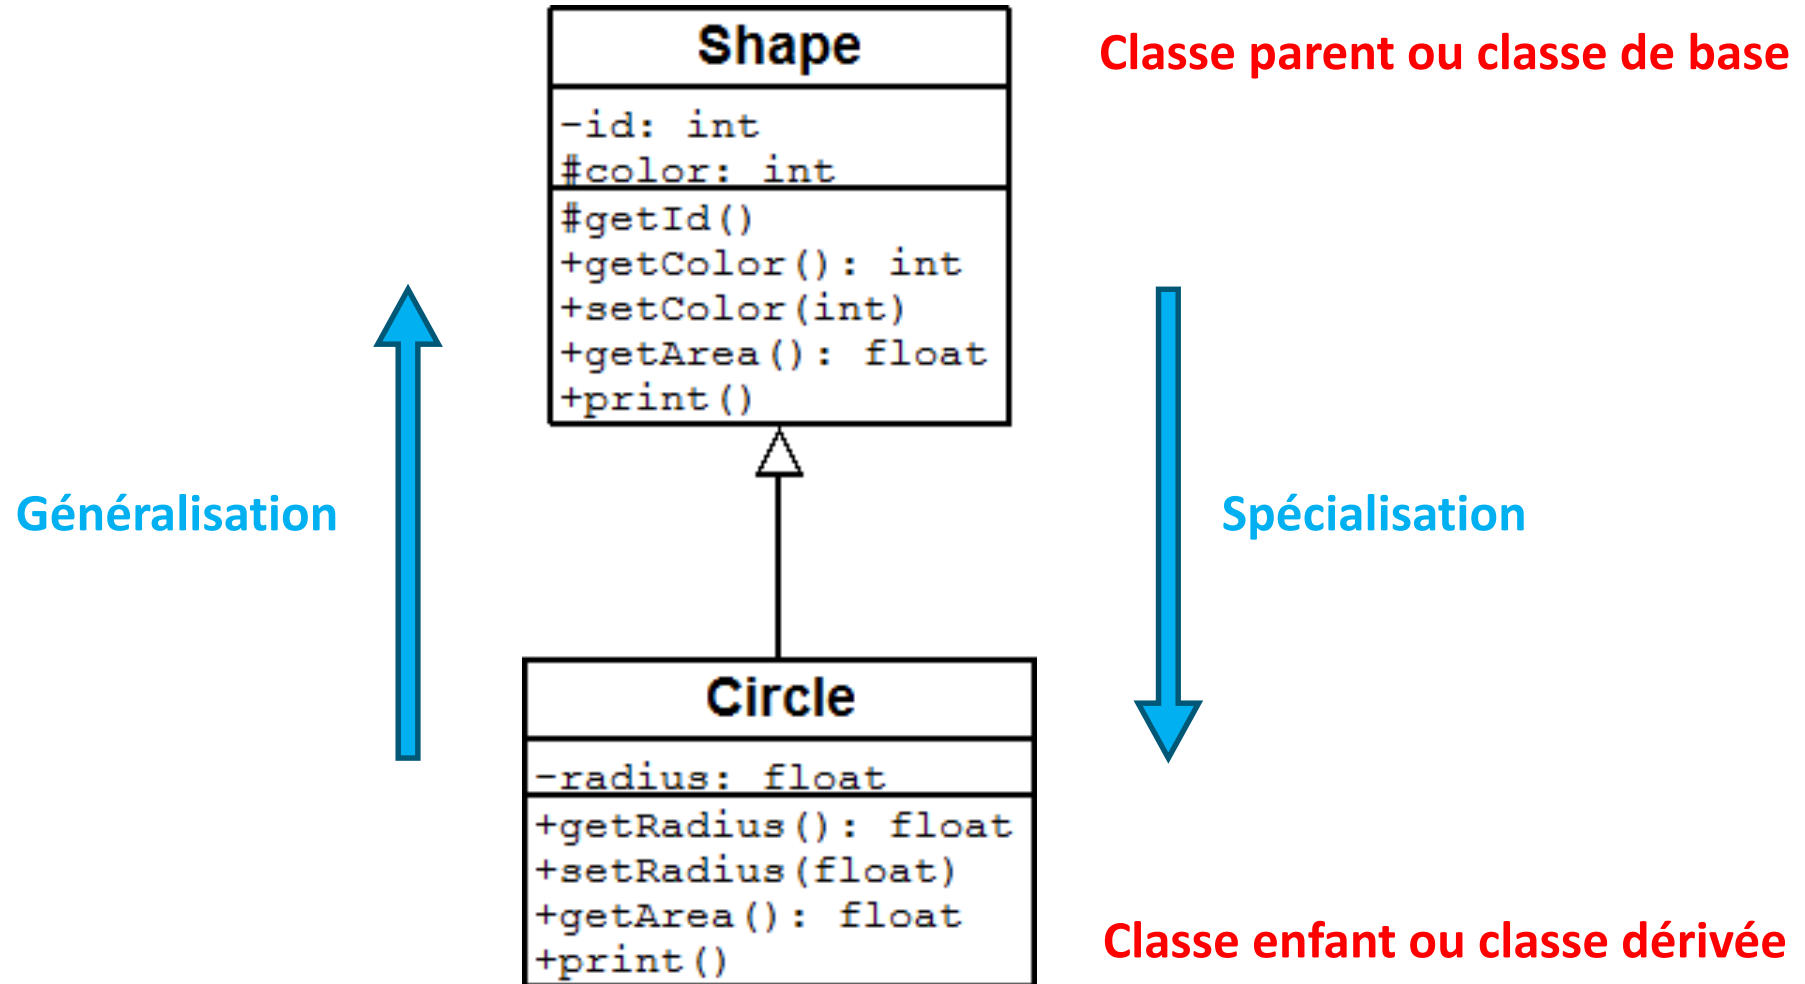 Shape
Classe parent ou classe de base
-id: int
#color: int
#getId()
+getColor(): int
+setColor(int)
+getArea(): float
+print()
Généralisation
Spécialisation
Circle
-radius: float
+getRadius(): float
+setRadius(float)
+getArea(): float
+print()
Classe enfant ou classe dérivée